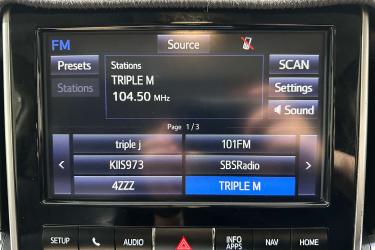 FM
Source
Presets
Stations
Stations
TRIPLE M
104.50 MHz
SCAN
Settings
Sound
Page 1 / 3
triple j
101FM
KIIS973
SBSRadio
4ZZZ
TRIPLE M
SETUP
AUDIO
INFO
APPS
NAV
HOME